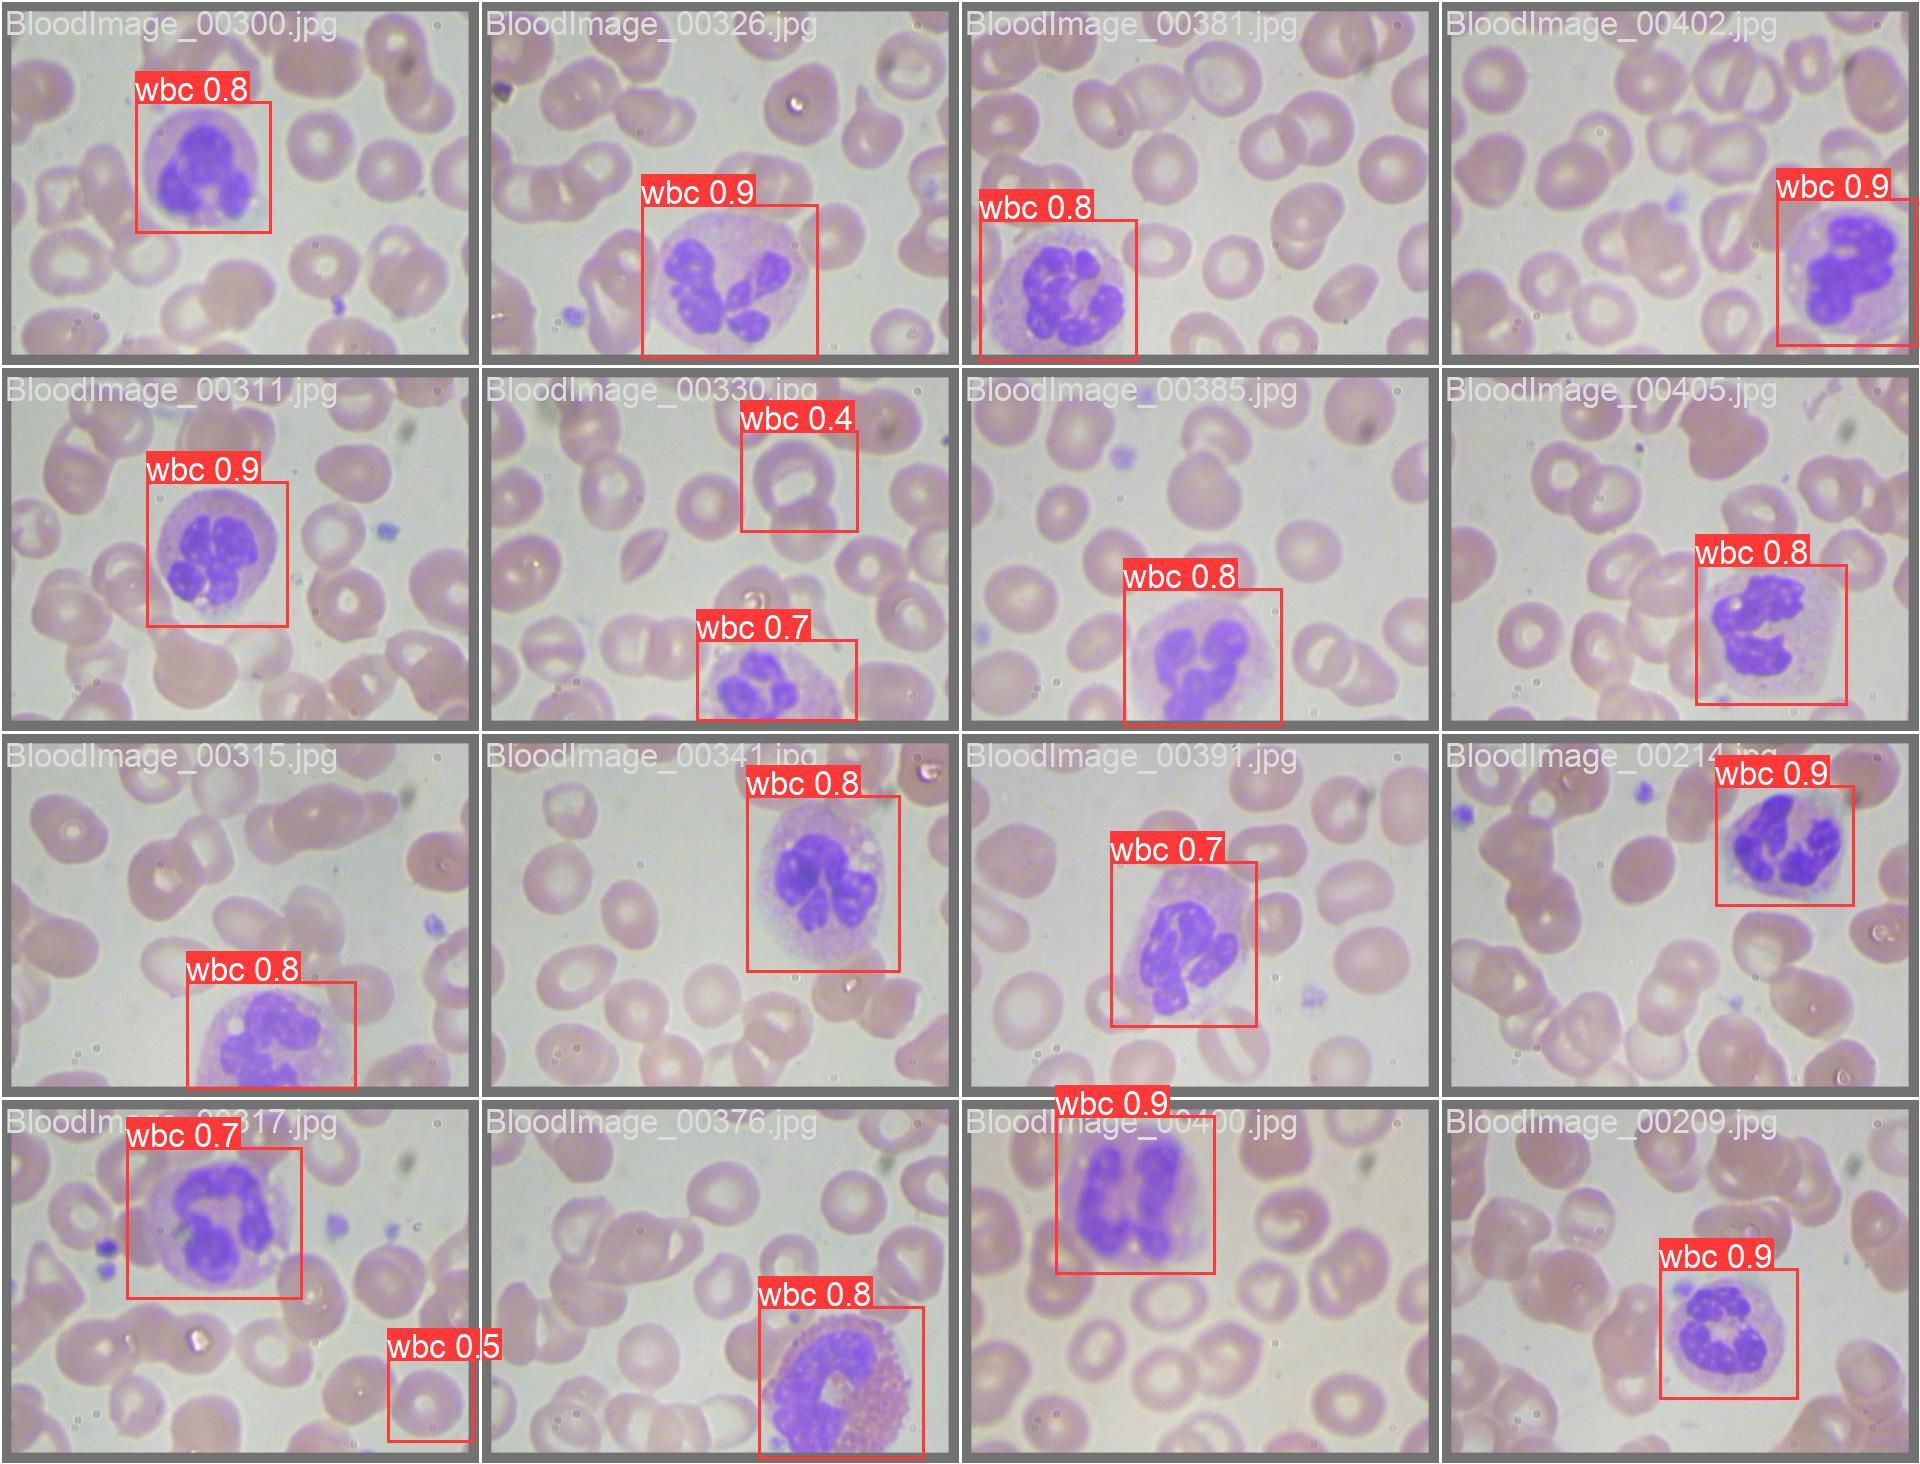 BloodImage_00300.jpg
wbc 0.8
BloodImage_00326.jpg
wbc 0.9
BloodImage_00381.jpg
wbc 0.8
BloodImage_00402.jpg
wbc 0.9
BloodImage_00311.jpg
wbc 0.9
BloodImage_00330.jpg
wbc 0.4
wbc 0.7
BloodImage_00385.jpg
wbc 0.8
BloodImage_00405.jpg
wbc 0.8
BloodImage_00315.jpg
wbc 0.8
BloodImage_00341.jpg
wbc 0.8
BloodImage_00391.jpg
wbc 0.7
BloodImage_00214.jpg
wbc 0.9
BloodImage_00317.jpg
wbc 0.7
wbc 0.5
BloodImage_00376.jpg
wbc 0.8
BloodImage_00400.jpg
wbc 0.9
BloodImage_00209.jpg
wbc 0.9